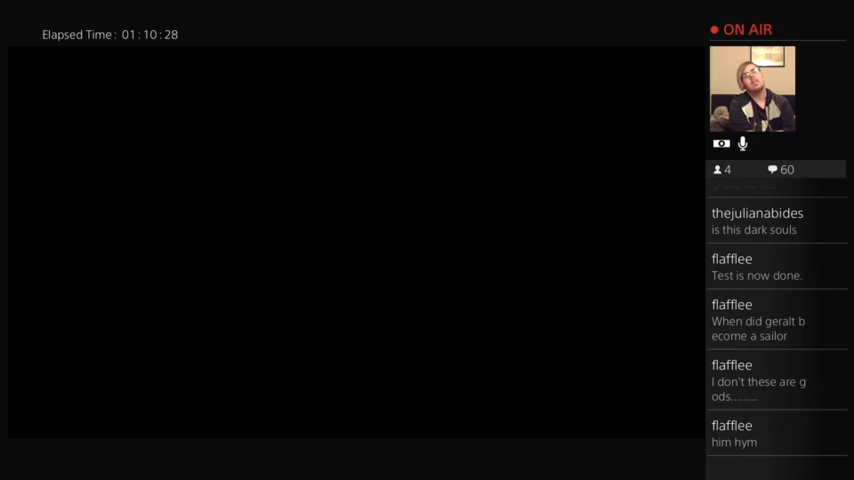 Elapsed Time: 01:10:28
ON AIR
4 60
thejulianabides
is this dark souls
flafflee
Test is now done.
flafflee
When did geralt b
ecome a sailor
flafflee
I don't these are g
ods.........
flafflee
him hym